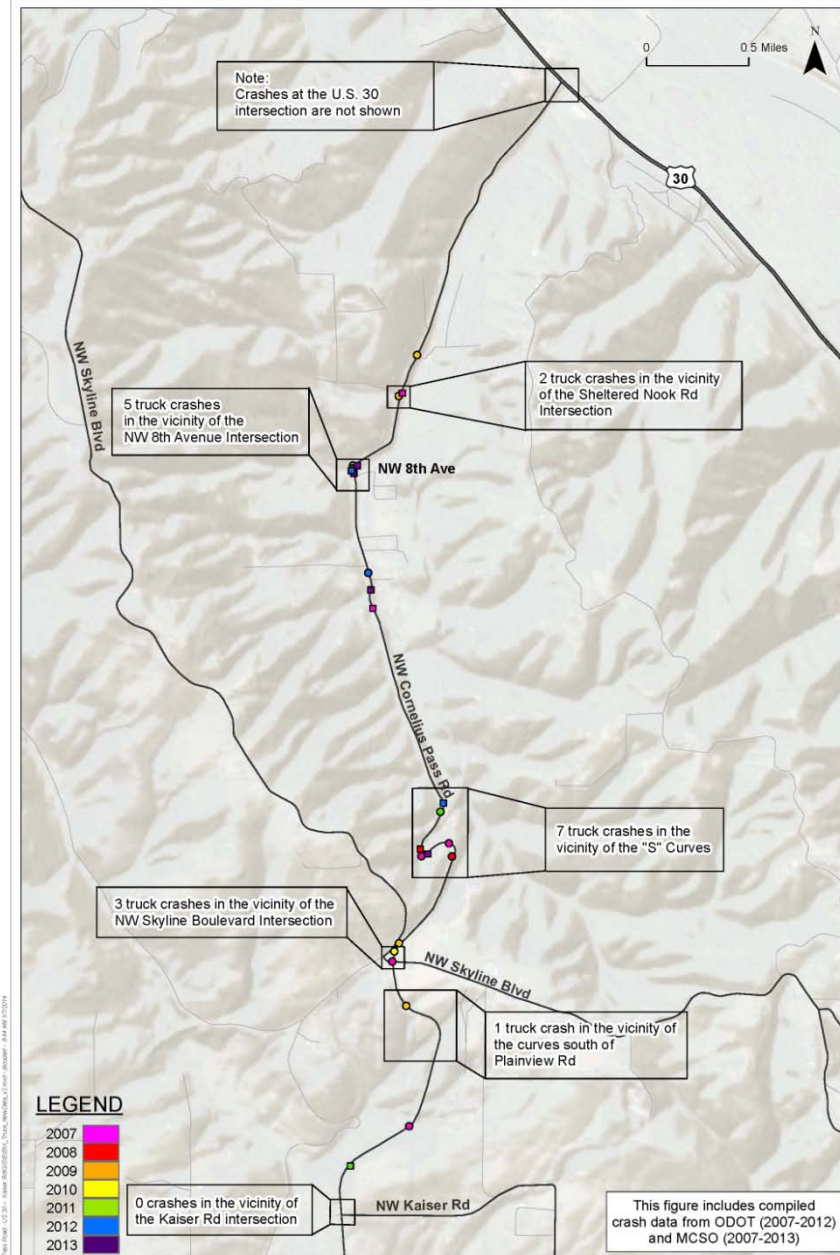 N
0
0.5 Miles
Note:
Crashes at the U.S. 30
intersection are not shown
30
NW Skyline Blvd
2 truck crashes in the vicinity
of the Sheltered Nook Rd
Intersection
5 truck crashes
in the vicinity of the
NW 8th Avenue Intersection
NW 8th Ave
NW Cornelius Pass Rd
7 truck crashes in the
vicinity of the "S" Curves
3 truck crashes in the vicinity of the
NW Skyline Boulevard Intersection
NW Skyline Blvd
1 truck crash in the vicinity of
the curves south of
Plainview Rd
LEGEND
2007
2008
2009
2010
2011
2012
2013
0 crashes in the vicinity of
the Kaiser Rd intersection
NW Kaiser Rd
This figure includes compiled
crash data from ODOT (2007-2012)
and MCSO (2007-2013)